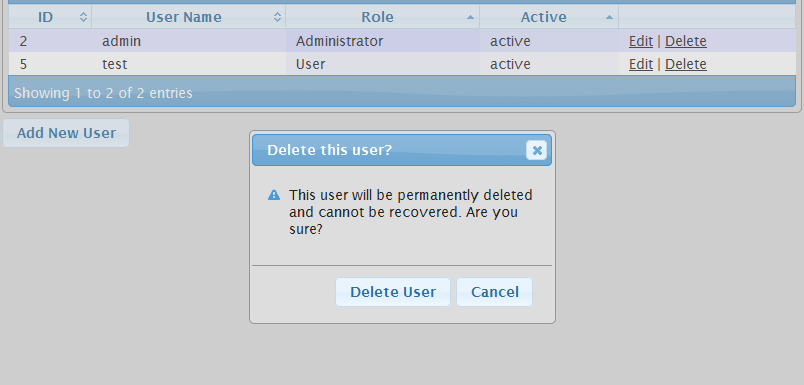 ID User Name Role Active
2 admin Administrator active Edit | Delete
5 test User active Edit | Delete
Showing 1 to 2 of 2 entries
Add New User
Delete this user?
This user will be permanently deleted
and cannot be recovered. Are you
sure?
Delete User Cancel